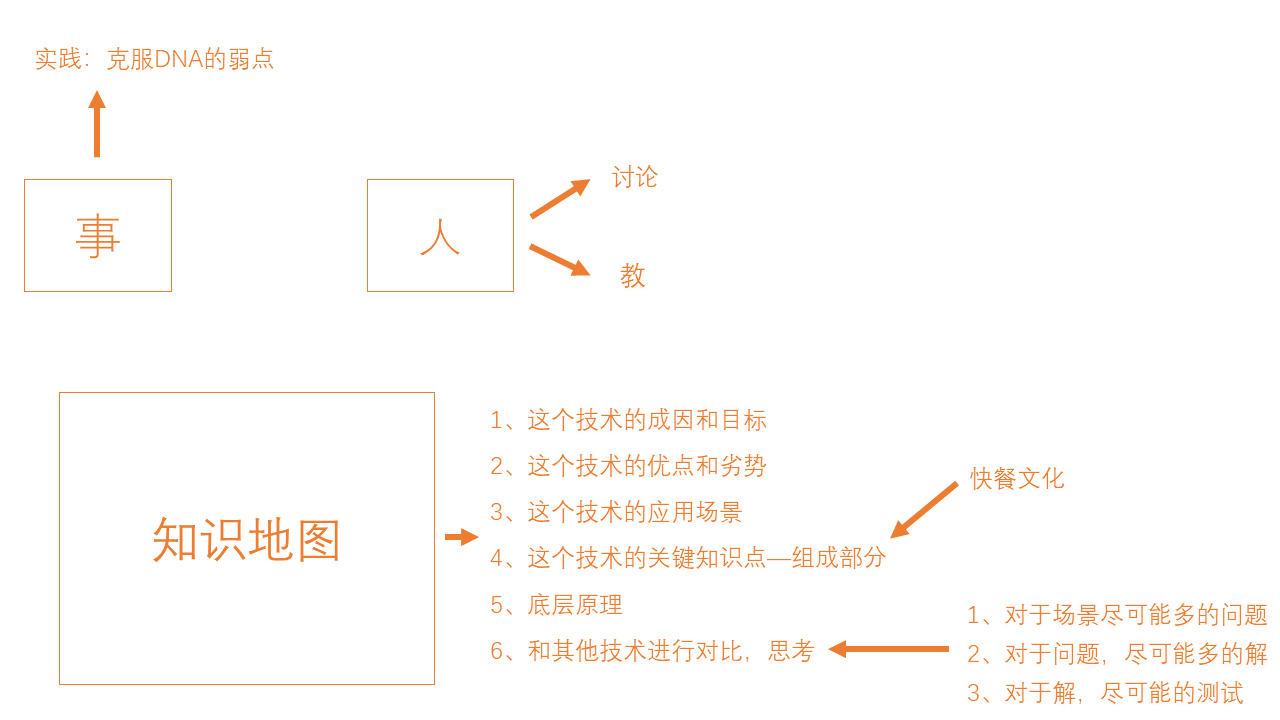 实践：克服DNA的弱点
事
人
讨论
教
知识地图
1、这个技术的成因和目标
2、这个技术的优点和劣势
3、这个技术的应用场景
4、这个技术的关键知识点—组成部分
5、底层原理
6、和其他技术进行对比，思考
快餐文化
1、对于场景尽可能多的问题
2、对于问题，尽可能多的解
3、对于解，尽可能的测试